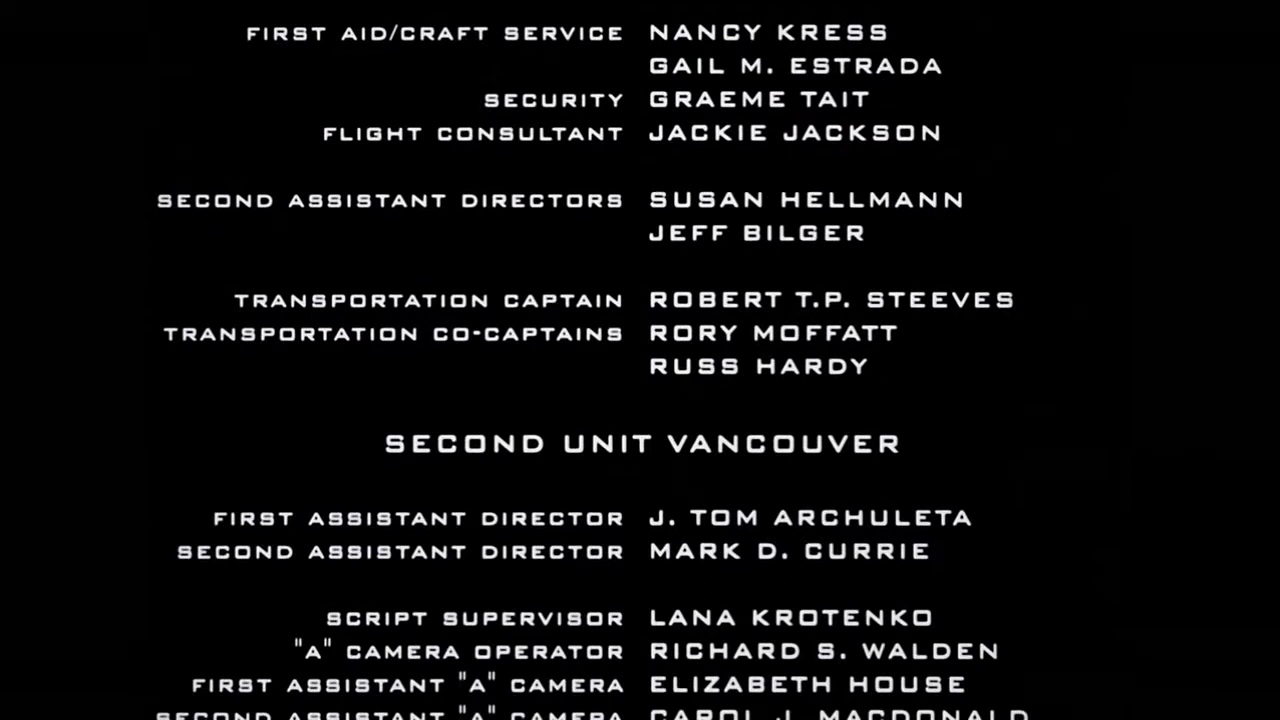 FIRST AID/CRAFT SERVICE NANCY KRESS
GAIL M. ESTRADA
SECURITY GRAEME TAIT
FLIGHT CONSULTANT JACKIE JACKSON
SECOND ASSISTANT DIRECTORS SUSAN HELLMANN
JEFF BILGER
TRANSPORTATION CAPTAIN ROBERT T.P. STEEVES
TRANSPORTATION CO-CAPTAINS RORY MOFFATT
RUSS HARDY
SECOND UNIT VANCOUVER
FIRST ASSISTANT DIRECTOR J. TOM ARCHULETA
SECOND ASSISTANT DIRECTOR MARK D. CURRIE
SCRIPT SUPERVISOR LANA KROTENKO
"A" CAMERA OPERATOR RICHARD S. WALDEN
FIRST ASSISTANT "A" CAMERA ELIZABETH HOUSE
SECOND ASSISTANT "A" CAMERA CAROL J. MACDONALD